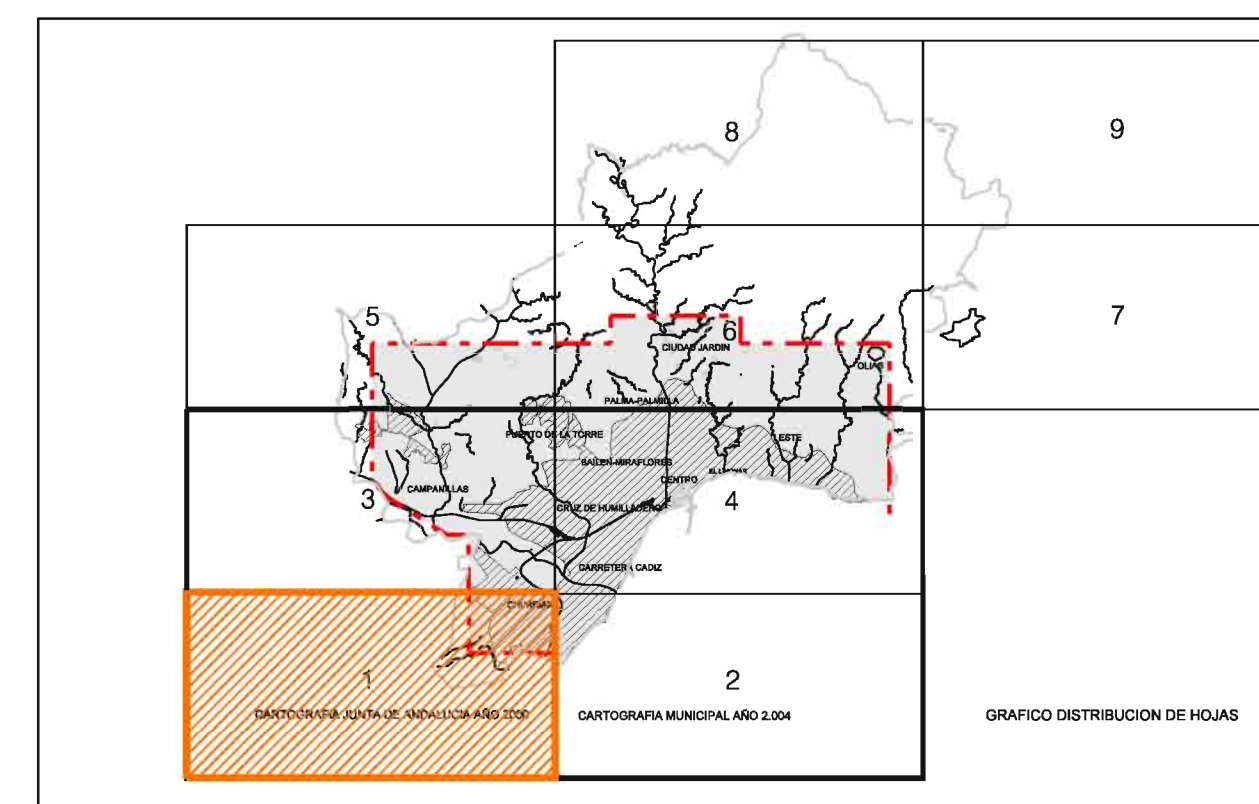 8
9
5
6
7
CIUDAD JARDIN
OLIAS
PALMA-PALMILLA
PUERTO DE LA TORRE
LESTE
BAILEN-MIRAFLORES
CENTRO
CAMPANILLAS
3
4
CRUZ DE HUMILLADERO
CARRETERA CADIZ
CHURRIANA
1
2
CARTOGRAFIA JUNTA DE ANDALUCIA AÑO 2000
CARTOGRAFIA MUNICIPAL AÑO 2.004
GRAFICO DISTRIBUCION DE HOJAS